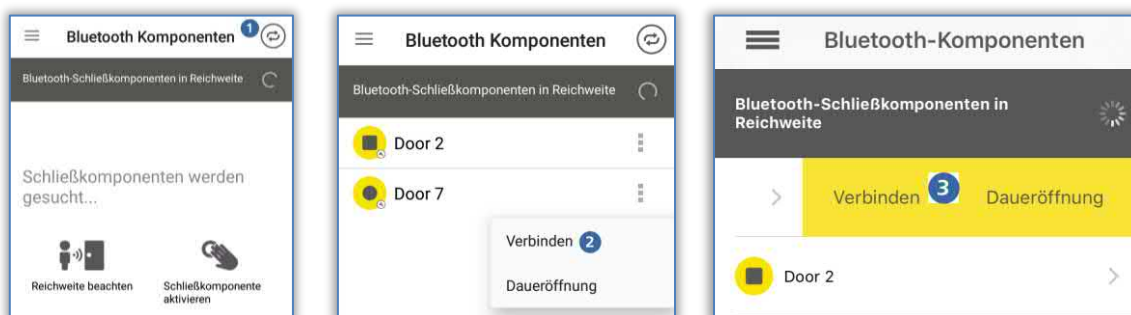 Bluetooth Komponenten 1
Bluetooth-Schließkomponenten in Reichweite
Schließkomponenten werden
gesucht...
Reichweite beachten
Schließkomponente
aktivieren
Bluetooth Komponenten
Bluetooth-Schließkomponenten in Reichweite
Door 2
Door 7
Verbinden 2
Daueröffnung
Bluetooth-Komponenten
Bluetooth-Schließkomponenten in
Reichweite
Verbinden 3 Daueröffnung
Door 2